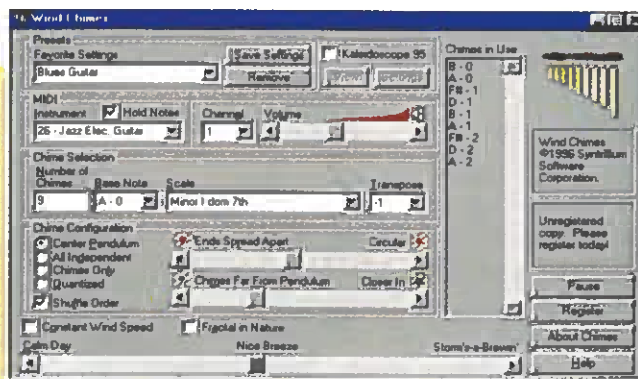 Wind Chimes
Presets
Favorite Settings
Save Settings
Kaleidoscope 95
Blues Guitar
Remove
MIDI
Instrument
Hold Notes
Channel
Volume
26 - Jazz Elec. Guitar
1
Chime Selection
Number of
Chimes
Base Note
Scale
Transpose
9
A - 0
Minor 1 dom 7th
-1
Chime Configuration
Center Pendulum
All Independent
Chimes Only
Quantized
Shuffle Order
Ends Spread Apart
Circular
Chimes Far From Pendulum
Closer In
Constant Wind Speed
Fractal in Nature
Calm Day
Nice Breeze
Storm's-a-Brewin'
Chimes in Use
B - 0
A - 0
F# - 1
D - 1
B - 1
A - 1
F# - 2
D - 2
A - 2
Wind Chimes
©1996 Syntrillium
Software
Corporation.
Unregistered
copy. Please
register today!
Pause
Register
About Chimes
Help